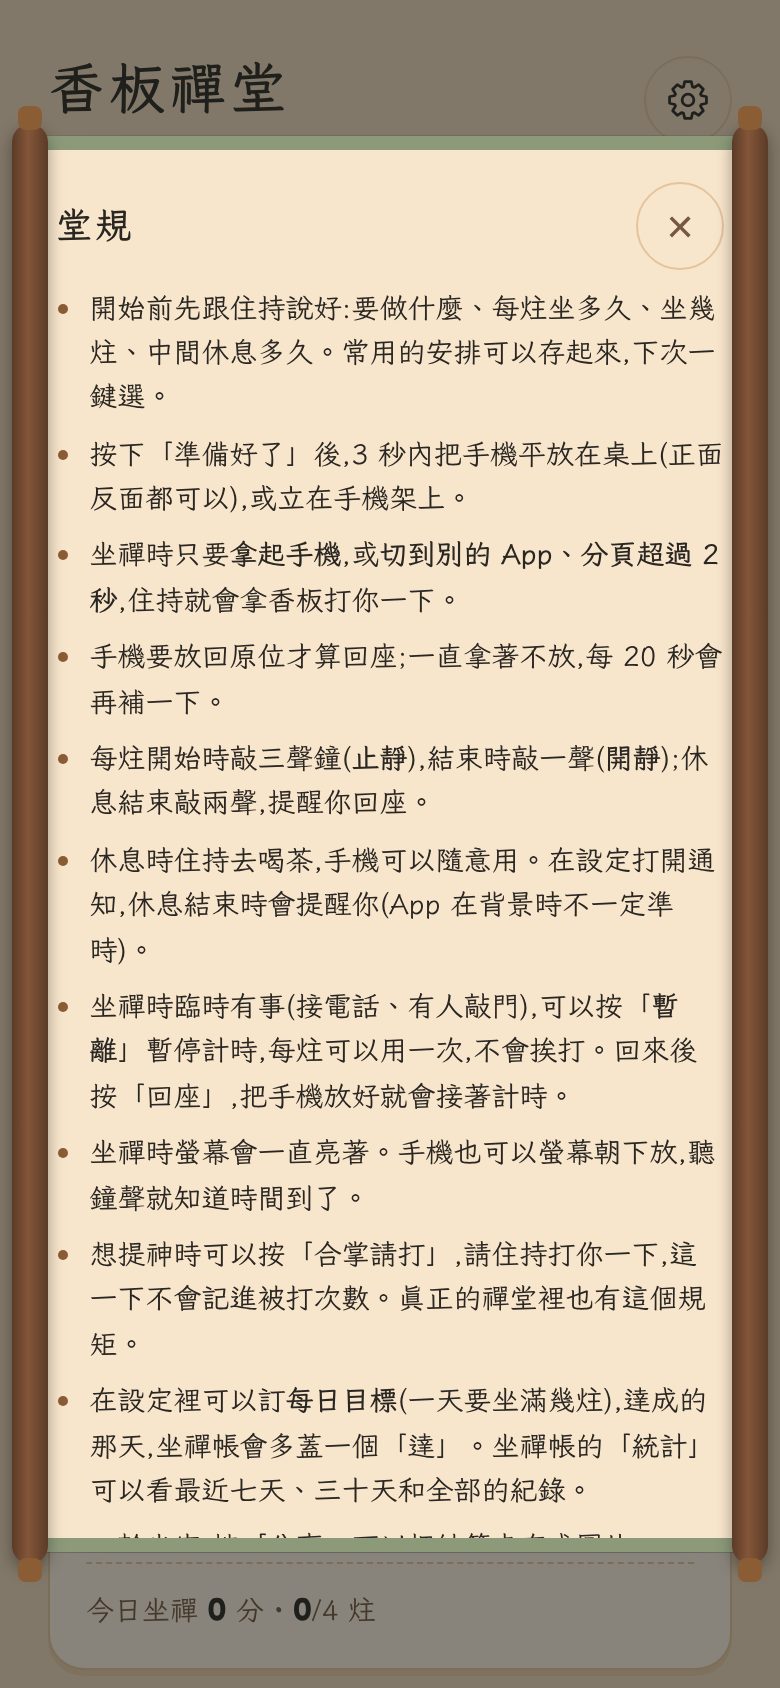 香板禪堂
堂規
開始前先跟住持說好:要做什麼、每炷坐多久、坐幾
炷、中間休息多久。常用的安排可以存起來,下次一
鍵選。
按下「準備好了」後,3 秒內把手機平放在桌上(正面
反面都可以),或立在手機架上。
坐禪時只要拿起手機,或切到別的 App、分頁超過 2
秒,住持就會拿香板打你一下。
手機要放回原位才算回座;一直拿著不放,每 20 秒會
再補一下。
每炷開始時敲三聲鐘(止靜),結束時敲一聲(開靜);休
息結束敲兩聲,提醒你回座。
休息時住持去喝茶,手機可以隨意用。在設定打開通
知,休息結束時會提醒你(App 在背景時不一定準
時)。
坐禪時臨時有事(接電話、有人敲門),可以按「暫
離」暫停計時,每炷可以用一次,不會挨打。回來後
按「回座」,把手機放好就會接著計時。
坐禪時螢幕會一直亮著。手機也可以螢幕朝下放,聽
鐘聲就知道時間到了。
想提神時可以按「合掌請打」,請住持打你一下,這
一下不會記進被打次數。真正的禪堂裡也有這個規
矩。
在設定裡可以訂每日目標(一天要坐滿幾炷),達成的
那天,坐禪帳會多蓋一個「達」。坐禪帳的「統計」
可以看最近七天、三十天和全部的紀錄。
今日坐禪 0 分・0/4 炷